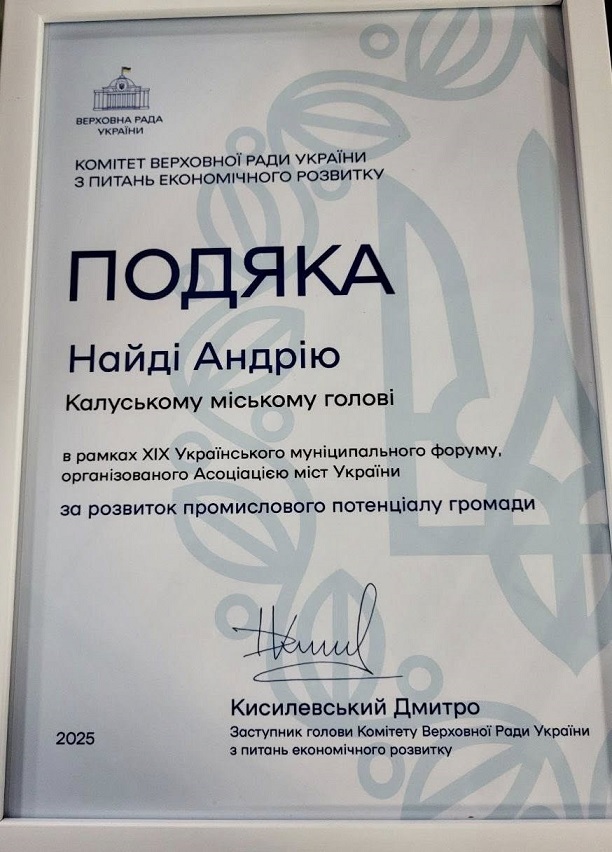 ВЕРХОВНА РАДА
УКРАЇНИ
КОМІТЕТ ВЕРХОВНОЇ РАДИ УКРАЇНИ
З ПИТАНЬ ЕКОНОМІЧНОГО РОЗВИТКУ
ПОДЯКА
Найді Андрію
Калуському міському голові
в рамках XIX Українського муніципального форуму,
організованого Асоціацією міст України
за розвиток промислового потенціалу громади
Кисилевський Дмитро
Заступник голови Комітету Верховної Ради України
з питань економічного розвитку
2025